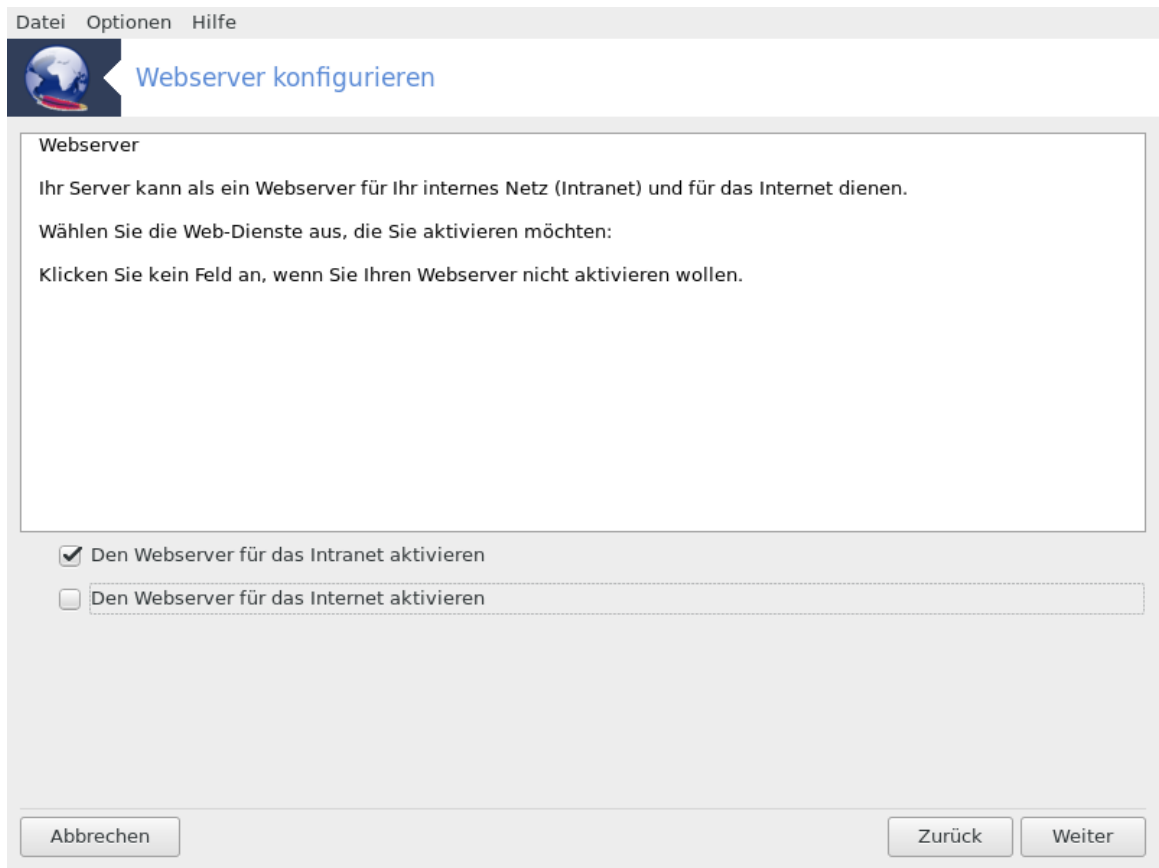 Datei Optionen Hilfe
Webserver konfigurieren
Webserver
Ihr Server kann als ein Webserver für Ihr internes Netz (Intranet) und für das Internet dienen.
Wählen Sie die Web-Dienste aus, die Sie aktivieren möchten:
Klicken Sie kein Feld an, wenn Sie Ihren Webserver nicht aktivieren wollen.
Den Webserver für das Intranet aktivieren
Den Webserver für das Internet aktivieren
Abbrechen Zurück Weiter